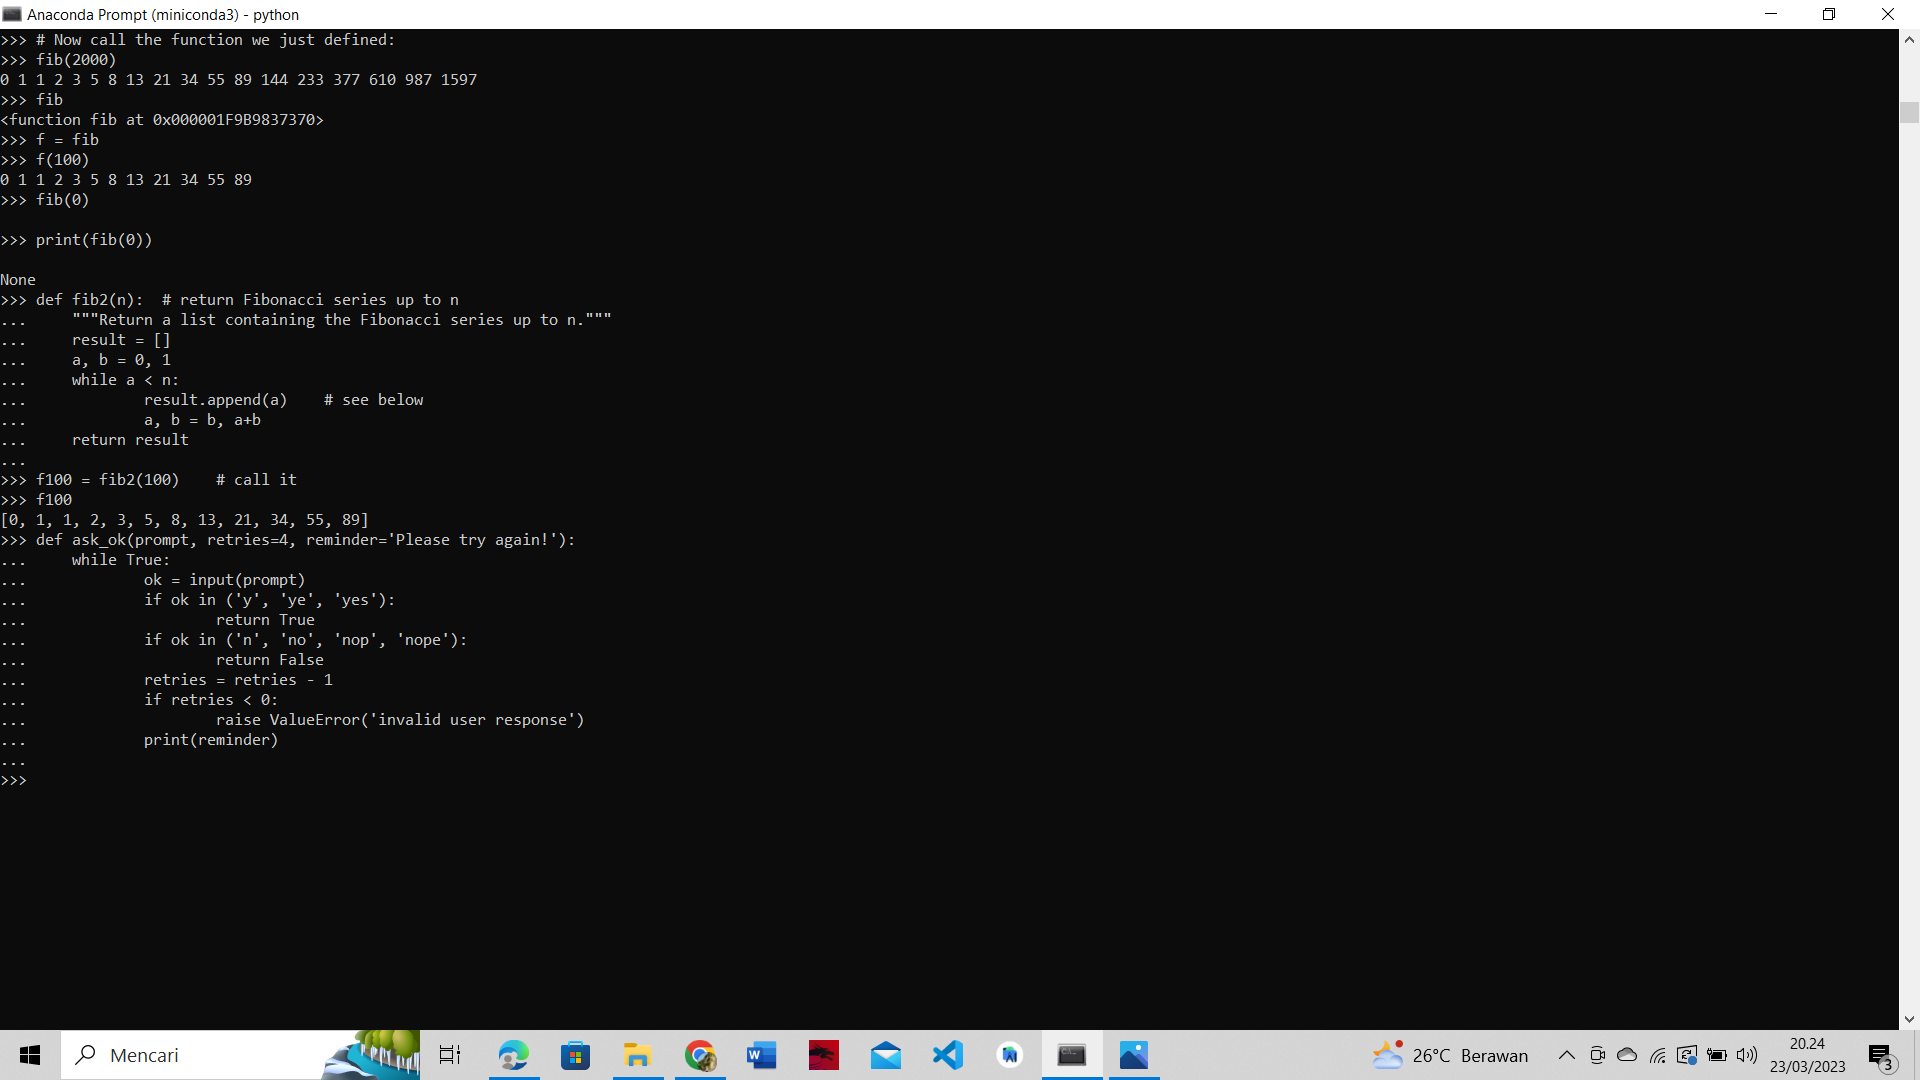 Anaconda Prompt (miniconda3) - python
>>> # Now call the function we just defined:
>>> fib(2000)
0 1 1 2 3 5 8 13 21 34 55 89 144 233 377 610 987 1597
>>> fib
<function fib at 0x000001F9B9837370>
>>> f = fib
>>> f(100)
0 1 1 2 3 5 8 13 21 34 55 89
>>> fib(0)
>>> print(fib(0))
None
>>> def fib2(n):  # return Fibonacci series up to n
...     """Return a list containing the Fibonacci series up to n."""
...     result = []
...     a, b = 0, 1
...     while a < n:
...             result.append(a)    # see below
...             a, b = b, a+b
...     return result
...
>>> f100 = fib2(100)    # call it
>>> f100
[0, 1, 1, 2, 3, 5, 8, 13, 21, 34, 55, 89]
>>> def ask_ok(prompt, retries=4, reminder='Please try again!'):
...     while True:
...             ok = input(prompt)
...             if ok in ('y', 'ye', 'yes'):
...                     return True
...             if ok in ('n', 'no', 'nop', 'nope'):
...                     return False
...             retries = retries - 1
...             if retries < 0:
...                     raise ValueError('invalid user response')
...             print(reminder)
...
>>>
Mencari
26°C Berawan
20.24
23/03/2023
3